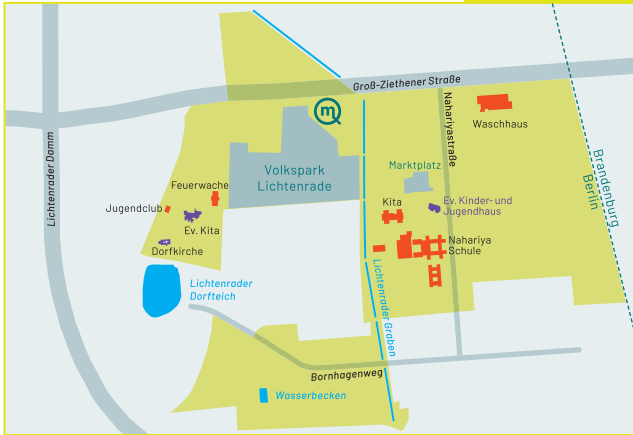 Groß-Ziethener Straße
Lichtenrader Damm
m
Nahariyastraße
Waschhaus
Volkspark
Lichtenrade
Marktplatz
Brandenburg
Berlin
Feuerwache
Jugendclub
Ev. Kita
Dorfkirche
Kita
Ev. Kinder- und
Jugendhaus
Nahariya
Schule
Lichtenrader
Dorfteich
Lichtenrader Graben
Bornhagenweg
Wasserbecken